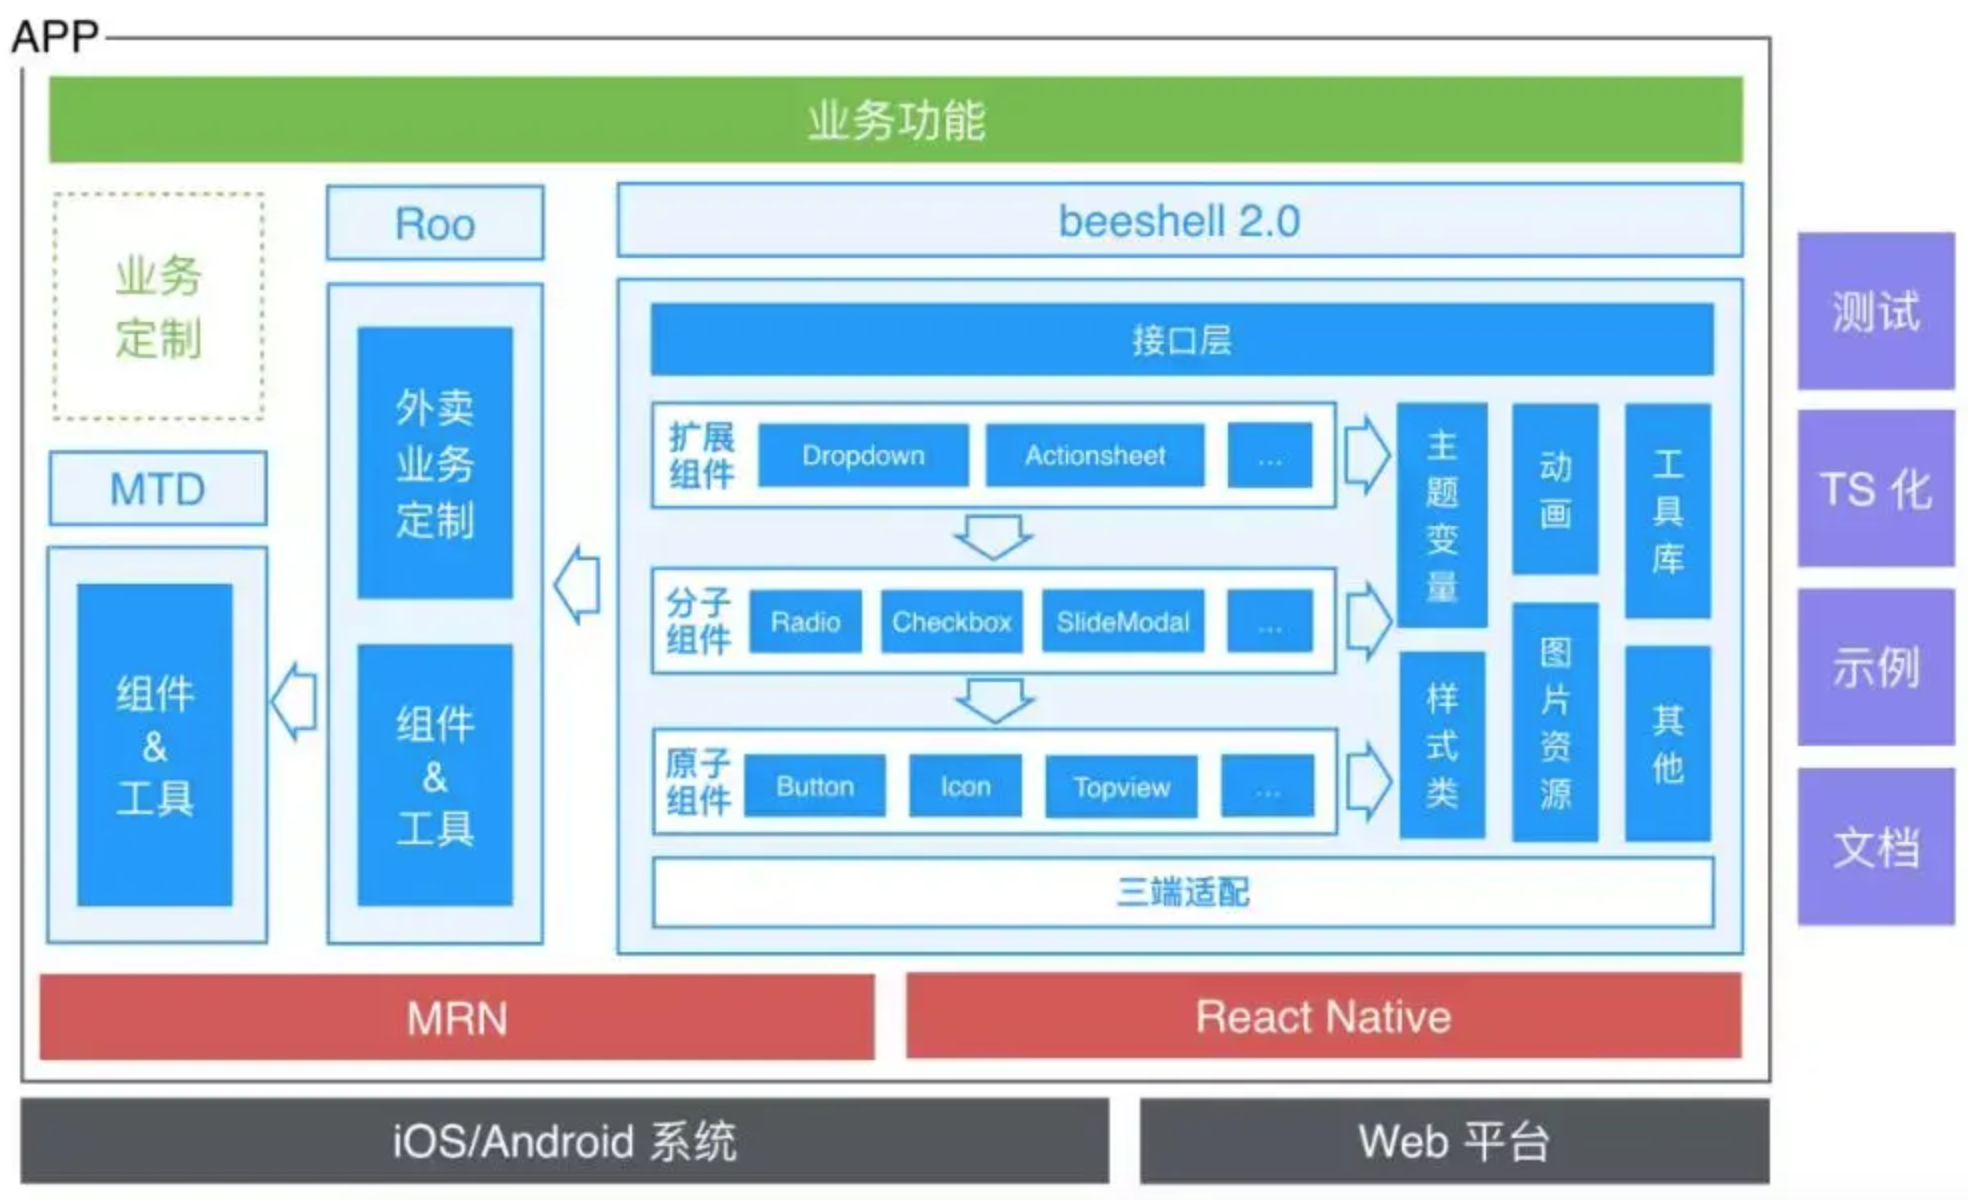 APP
业务功能
业务
定制
MTD
组件
&
工具
Roo
外卖
业务
定制
组件
&
工具
beeshell 2.0
接口层
扩展
组件
Dropdown
Actionsheet
...
分子
组件
Radio
Checkbox
SlideModal
...
原子
组件
Button
Icon
Topview
...
主
题
变
量
样
式
类
动
画
图
片
资
源
工
具
库
其
他
三端适配
MRN
React Native
iOS/Android 系统
Web 平台
测试
TS 化
示例
文档